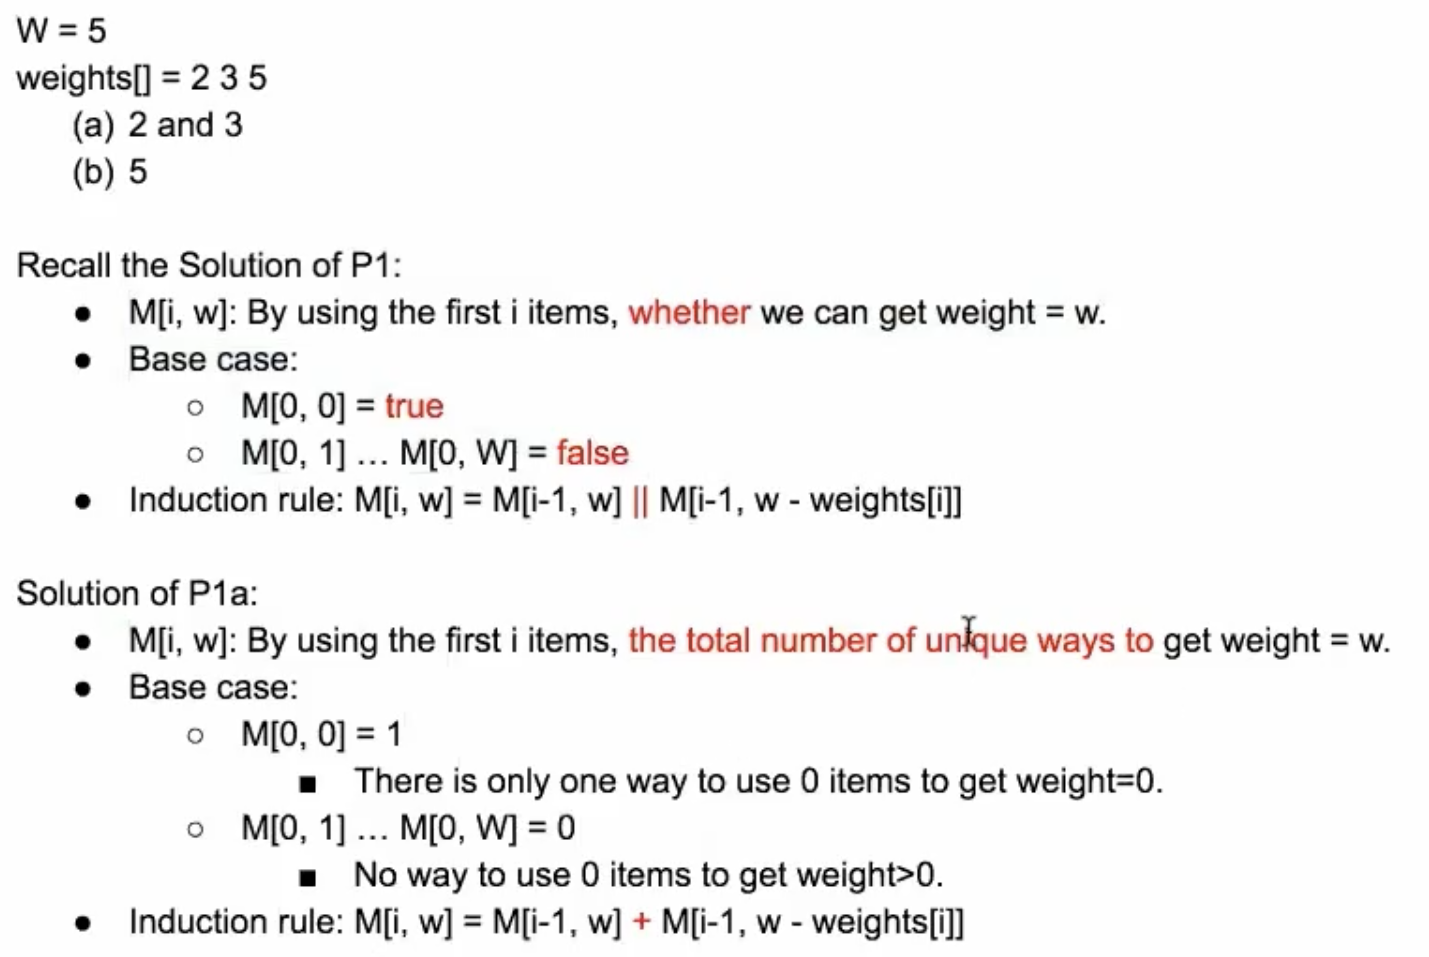 W = 5
weights[] = 2 3 5
(a) 2 and 3
(b) 5
Recall the Solution of P1:
● M[i, w]: By using the first i items, whether we can get weight = w.
● Base case:
○ M[0, 0] = true
○ M[0, 1] ... M[0, W] = false
● Induction rule: M[i, w] = M[i-1, w] || M[i-1, w - weights[i]]
Solution of P1a:
● M[i, w]: By using the first i items, the total number of unique ways to get weight = w.
● Base case:
○ M[0, 0] = 1
■ There is only one way to use 0 items to get weight=0.
○ M[0, 1] ... M[0, W] = 0
■ No way to use 0 items to get weight>0.
● Induction rule: M[i, w] = M[i-1, w] + M[i-1, w - weights[i]]